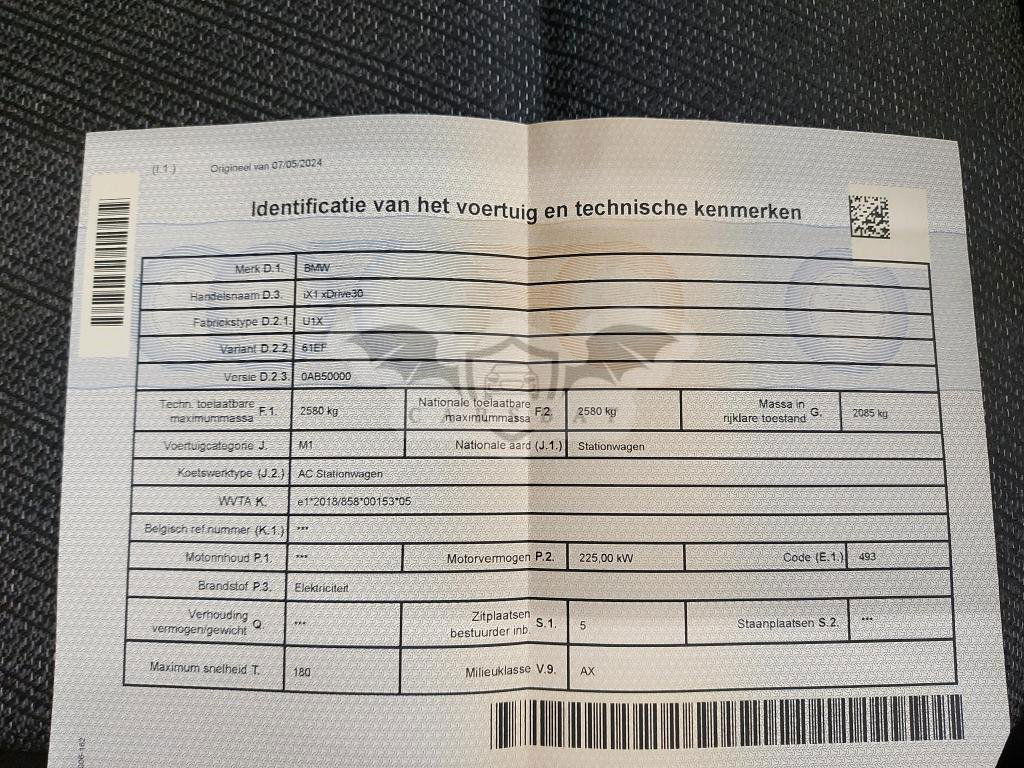 (I.1.) Origineel van 07/05/2024
Identificatie van het voertuig en technische kenmerken
Merk D.1. BMW
Handelsnaam D.3. iX1 xDrive30
Fabriekstype D.2.1. U1X
Variant D.2.2. 61EF
Versie D.2.3. 0AB50000
Techn. toelaatbare maximummassa F.1. 2580 kg Nationale toelaatbare maximummassa F.2. 2580 kg Massa in rijklare toestand G. 2085 kg
Voertuigcategorie J. M1 Nationale aard (J.1.) Stationwagen
Koetswerktype (J.2.) AC Stationwagen
WVTA K. e1*2018/858*00153*05
Belgisch ref.nummer (K.1.) ***
Motorinhoud P.1. *** Motorvermogen P.2. 225,00 kW Code (E.1.) 493
Brandstof P.3. Elektriciteit
Verhouding vermogen/gewicht Q. *** Zitplaatsen bestuurder inb. S.1. 5 Staanplaatsen S.2. ***
Maximum snelheid T. 180 Milieuklasse V.9. AX